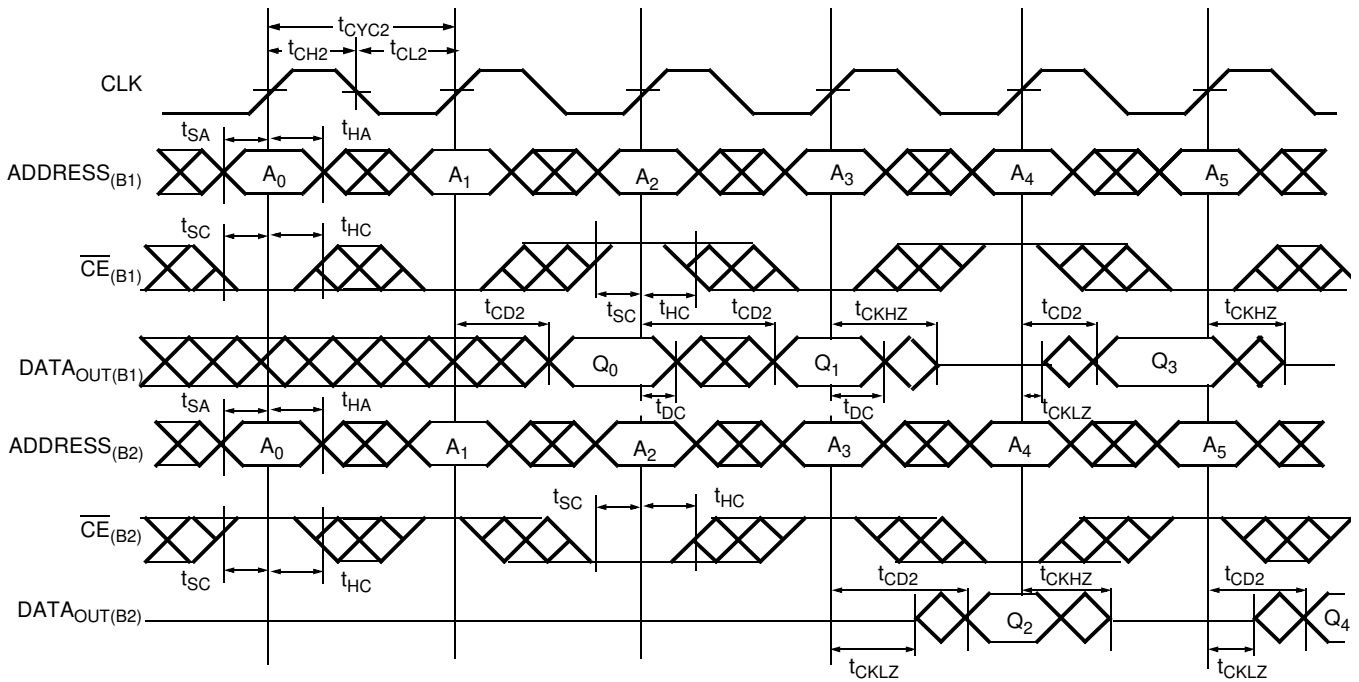 tCYC2
tCH2 tCL2
CLK
tSA tHA
ADDRESS(B1) A0 A1 A2 A3 A4 A5
tSC tHC
CE(B1)
tCD2 tSC tHC tCD2 tCKHZ tCD2 tCKHZ
DATAOUT(B1) Q0 Q1 Q3
tSA tHA tDC tDC tCKLZ
ADDRESS(B2) A0 A1 A2 A3 A4 A5
tSC tHC
CE(B2)
tSC tHC tCD2 tCKHZ tCD2
DATAOUT(B2) Q2 Q4
tCKLZ tCKLZ